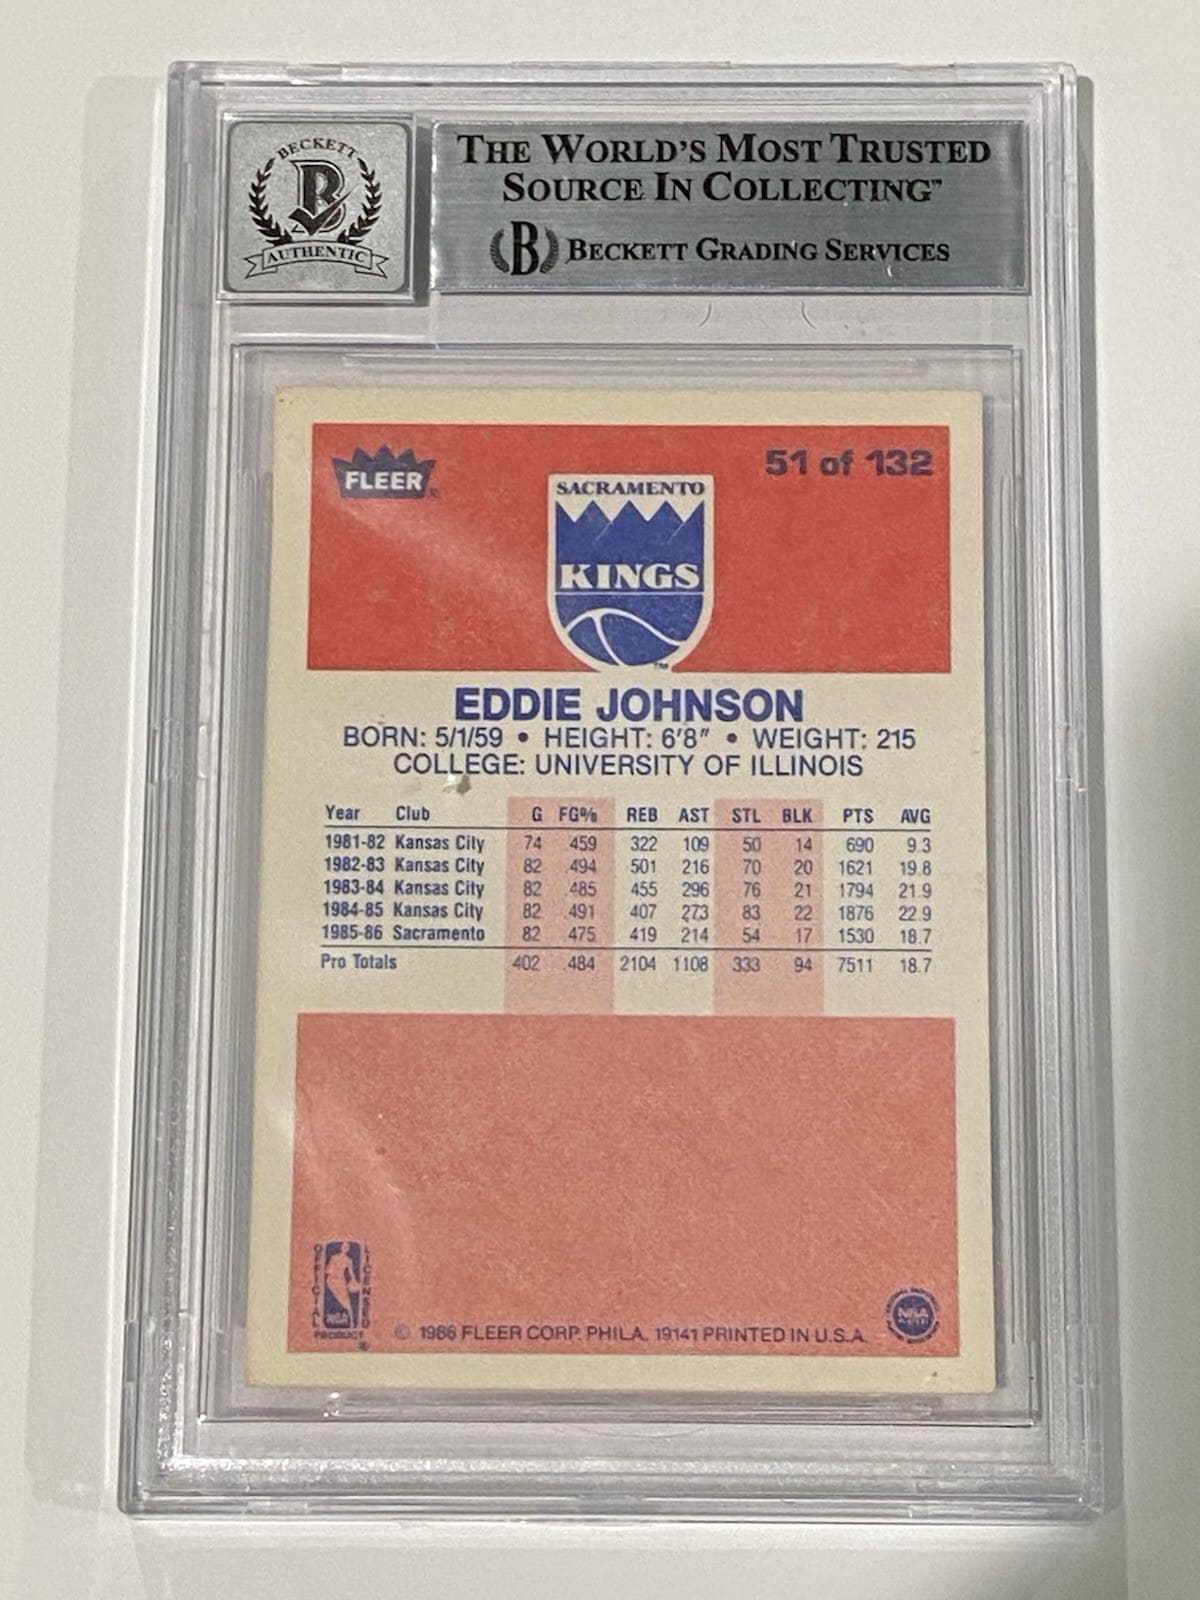 BECKETT
B
AUTHENTIC
THE WORLD'S MOST TRUSTED
SOURCE IN COLLECTING™
B BECKETT GRADING SERVICES
FLEER®
51 of 132
SACRAMENTO
KINGS
TM
EDDIE JOHNSON
BORN: 5/1/59 • HEIGHT: 6'8" • WEIGHT: 215
COLLEGE: UNIVERSITY OF ILLINOIS
Year Club G FG% REB AST STL BLK PTS AVG
1981-82 Kansas City 74 .459 322 109 50 14 690 9.3
1982-83 Kansas City 82 .494 501 216 70 20 1621 19.8
1983-84 Kansas City 82 .485 455 296 76 21 1794 21.9
1984-85 Kansas City 82 .491 407 273 83 22 1876 22.9
1985-86 Sacramento 82 .475 419 214 54 17 1530 18.7
Pro Totals 402 .484 2104 1108 333 94 7511 18.7
OFFICIAL LICENSED
NBA
PRODUCT ®
© 1986 FLEER CORP. PHILA. 19141 PRINTED IN U.S.A.
NBA